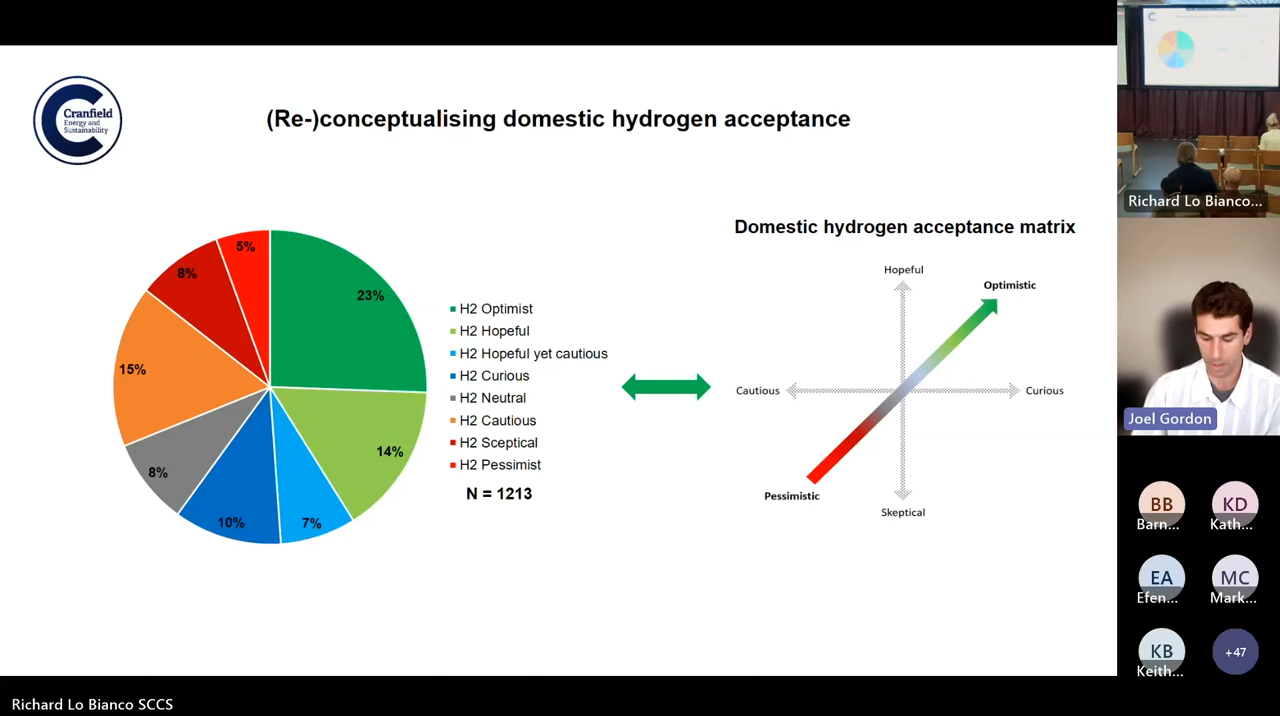 Cranfield
Energy and
Sustainability
(Re-)conceptualising domestic hydrogen acceptance
5%
8%
23%
15%
14%
8%
10%
7%
H2 Optimist
H2 Hopeful
H2 Hopeful yet cautious
H2 Curious
H2 Neutral
H2 Cautious
H2 Sceptical
H2 Pessimist
N = 1213
Domestic hydrogen acceptance matrix
Hopeful
Optimistic
Cautious
Curious
Pessimistic
Skeptical
Richard Lo Bianco...
Joel Gordon
BB
Barn...
KD
Kath...
EA
Efen...
MC
Mark...
KB
Keith...
+47
Richard Lo Bianco SCCS